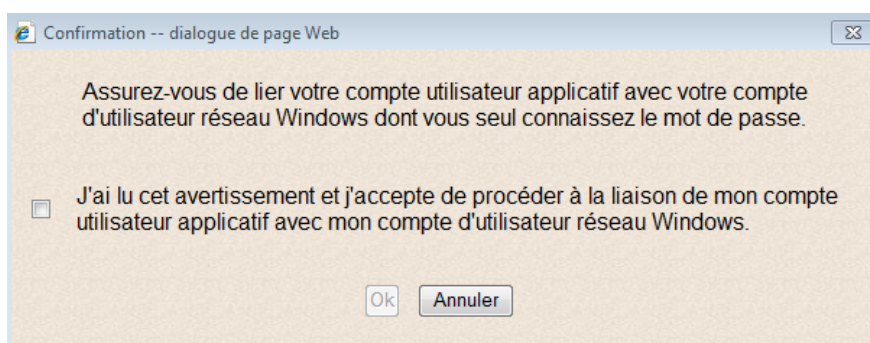 Confirmation -- dialogue de page Web
Assurez-vous de lier votre compte utilisateur applicatif avec votre compte
d'utilisateur réseau Windows dont vous seul connaissez le mot de passe.
J'ai lu cet avertissement et j'accepte de procéder à la liaison de mon compte
utilisateur applicatif avec mon compte d'utilisateur réseau Windows.
Ok Annuler